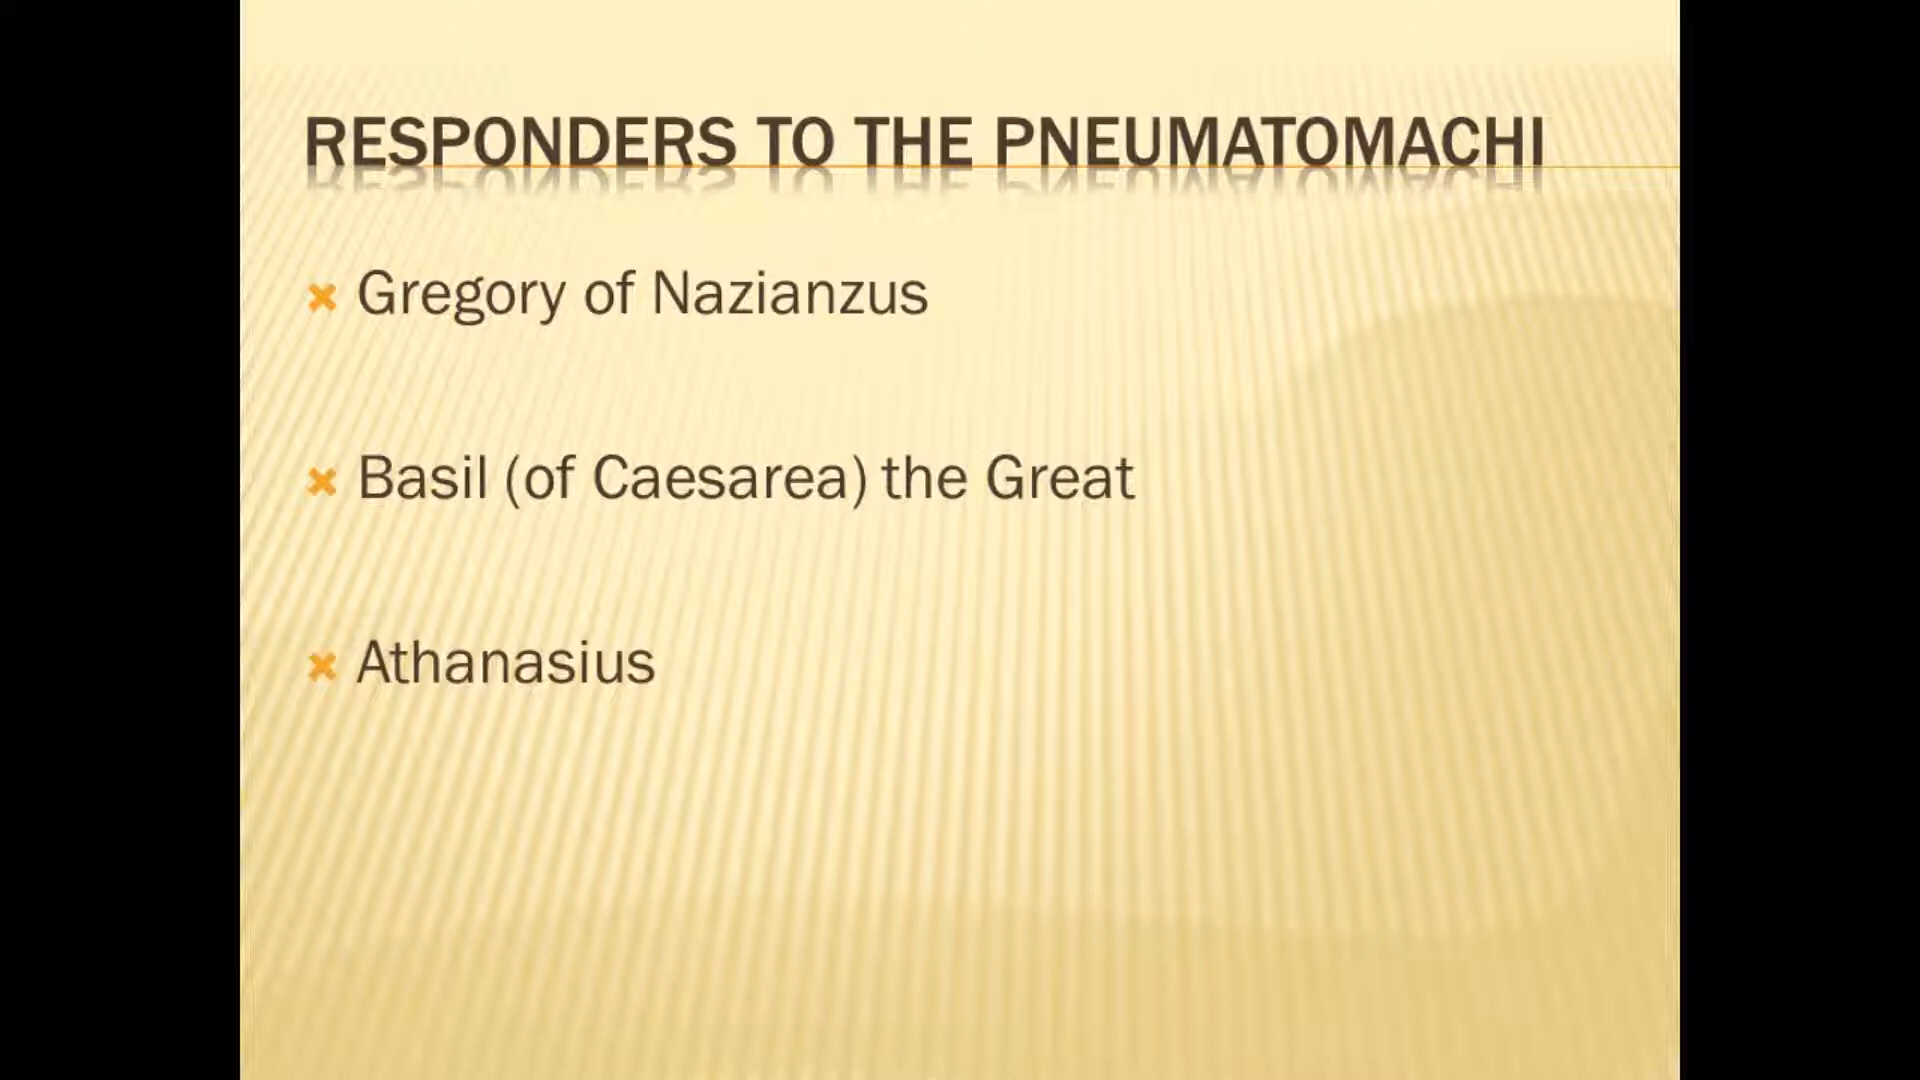 RESPONDERS TO THE PNEUMATOMACHI
Gregory of Nazianzus
Basil (of Caesarea) the Great
Athanasius